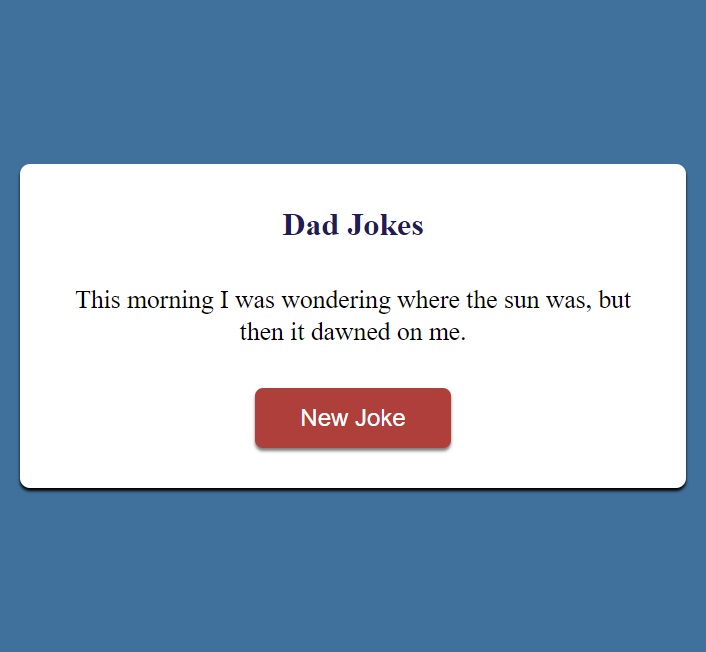 Dad Jokes
This morning I was wondering where the sun was, but
then it dawned on me.
New Joke